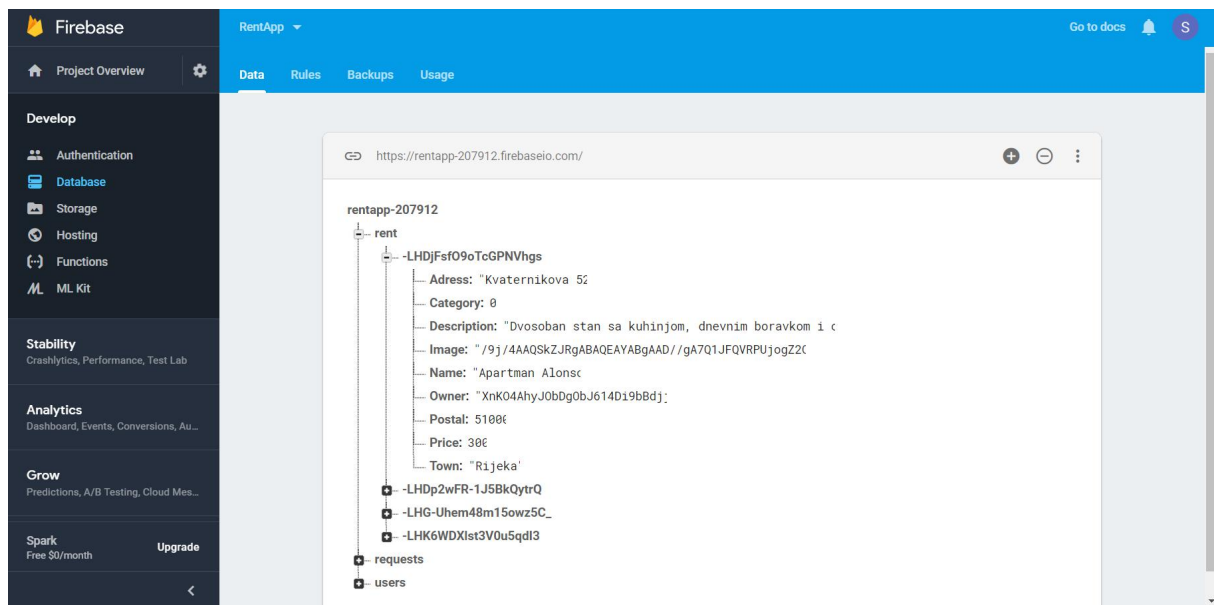 Firebase
RentApp
Go to docs
S
Project Overview
Data Rules Backups Usage
Develop
Authentication
Database
Storage
Hosting
Functions
ML Kit
Stability
Crashlytics, Performance, Test Lab
Analytics
Dashboard, Events, Conversions, Au...
Grow
Predictions, A/B Testing, Cloud Mes...
Spark
Free $0/month
Upgrade
https://rentapp-207912.firebaseio.com/
rentapp-207912
rent
-LHDjFsfO9oTcGPNVhgs
Adress: "Kvaternikova 52
Category: 0
Description: "Dvosoban stan sa kuhinjom, dnevnim boravkom i
Image: "/9j/4AAQSkZJRgABAQEAYABgAAD//gA7Q1JFQVRPUjogZ2
Name: "Apartman Alons
Owner: "XnKO4AhyJObDgObJ614Di9bBdj
Postal: 5100
Price: 300
Town: "Rijeka"
-LHDp2wFR-1J5BkQytrQ
-LHG-Uhem48m15owz5C_
-LHK6WDXlst3V0u5qdl3
requests
users